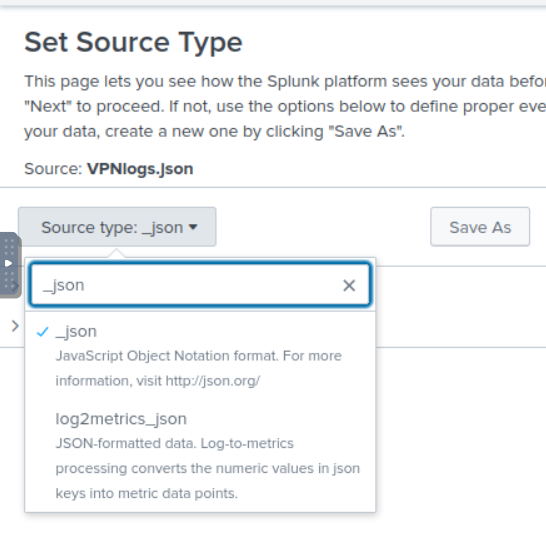 Set Source Type
This page lets you see how the Splunk platform sees your data befo
"Next" to proceed. If not, use the options below to define proper eve
your data, create a new one by clicking "Save As".
Source: VPNlogs.json
Source type: _json
Save As
_json
_json
JavaScript Object Notation format. For more
information, visit http://json.org/
log2metrics_json
JSON-formatted data. Log-to-metrics
processing converts the numeric values in json
keys into metric data points.